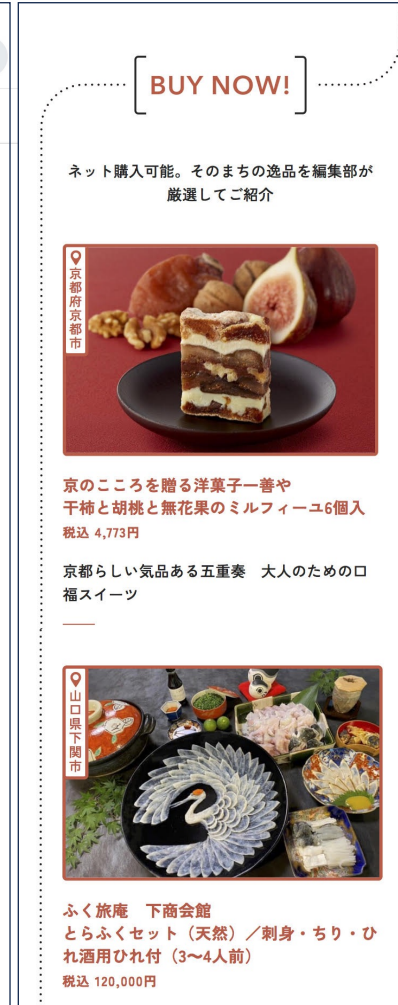 BUY NOW!
ネット購入可能。そのまちの逸品を編集部が
厳選してご紹介
京都府京都市
京のこころを贈る洋菓子一善や
干柿と胡桃と無花果のミルフィーユ6個入
税込 4,773円
京都らしい気品ある五重奏　大人のための口
福スイーツ
山口県下関市
ふく旅庵　下商会館
とらふくセット（天然）／刺身・ちり・ひ
れ酒用ひれ付（3〜4人前）
税込 120,000円